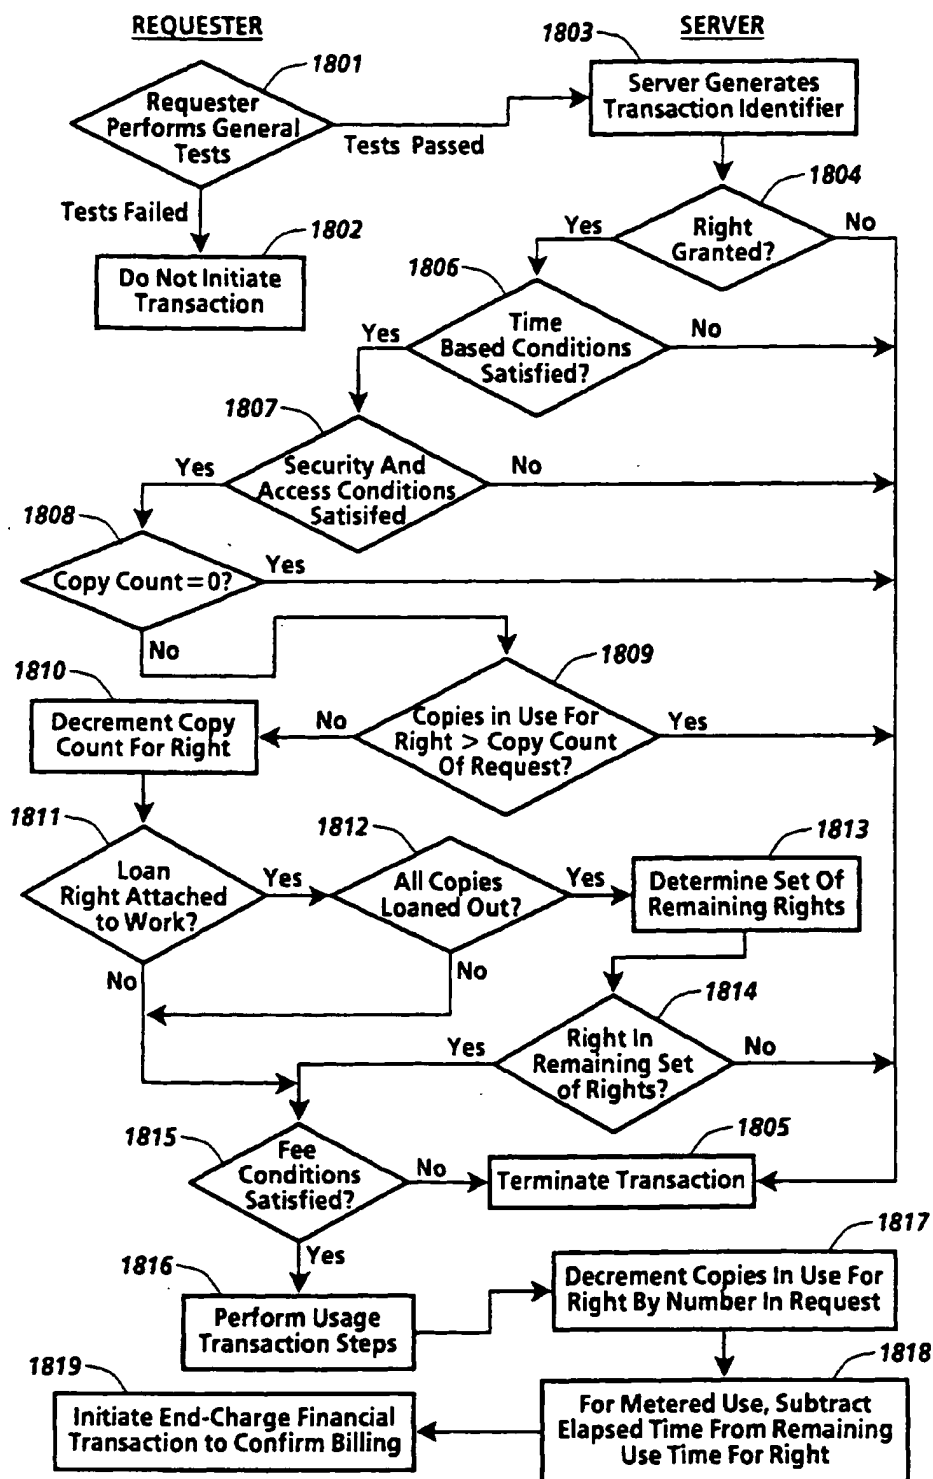 REQUESTER
SERVER
1801
1803
Requester
Performs General
Tests
Server Generates
Transaction Identifier
Tests Passed
Tests Failed
1802
1804
Do Not Initiate
Transaction
Yes
Right
Granted?
No
1806
Time
Based Conditions
Satisfied?
Yes
No
1807
Security And
Access Conditions
Satisifed
Yes
No
1808
Copy Count = 0?
Yes
No
1809
1810
Decrement Copy
Count For Right
No
Copies in Use For
Right > Copy Count
Of Request?
Yes
1811
1812
1813
Loan
Right Attached
to Work?
Yes
All Copies
Loaned Out?
Yes
Determine Set Of
Remaining Rights
No
No
1814
Yes
Right In
Remaining Set
of Rights?
No
1815
1805
Fee
Conditions
Satisfied?
No
Terminate Transaction
Yes
1817
1816
Decrement Copies In Use For
Right By Number In Request
Perform Usage
Transaction Steps
1818
1819
Initiate End-Charge Financial
Transaction to Confirm Billing
For Metered Use, Subtract
Elapsed Time From Remaining
Use Time For Right